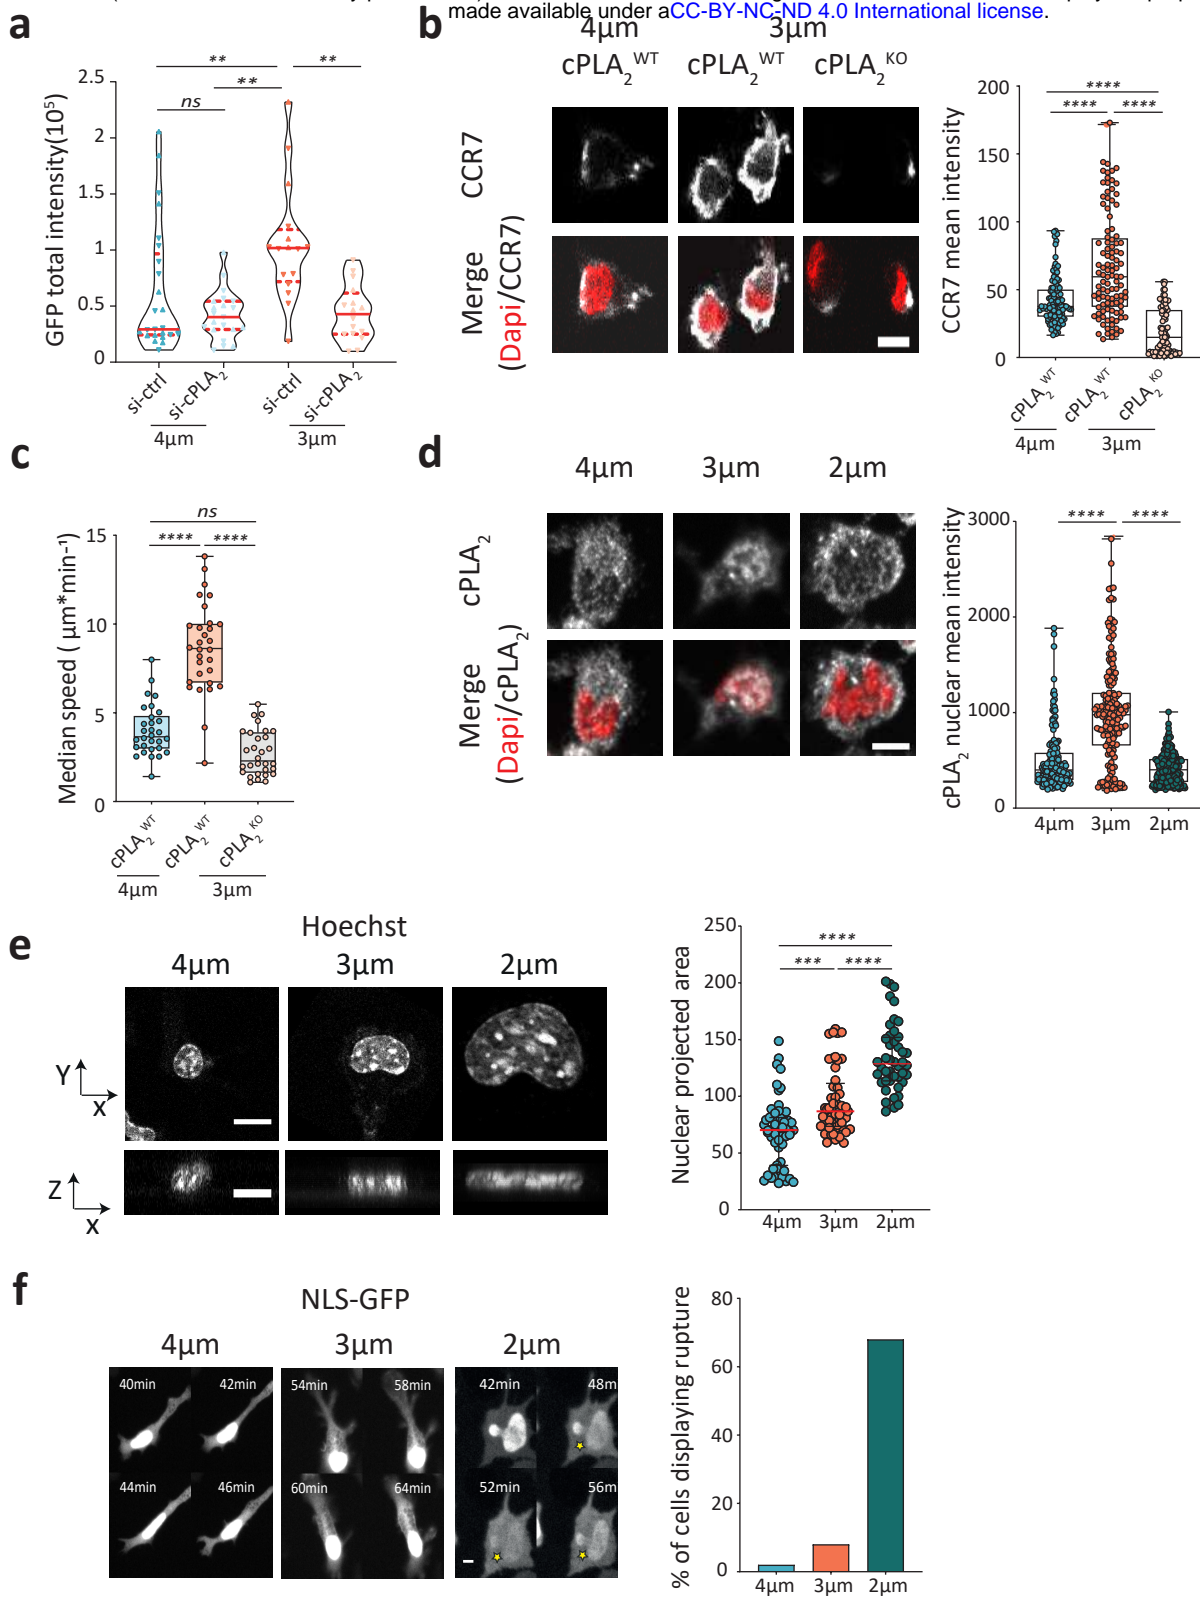 made available under aCC-BY-NC-ND 4.0 International license.
a
** **
**
ns
GFP total intensity(10⁵)
2.5
2
1.5
1
0.5
0
si-ctrl
si-cPLA₂
si-ctrl
si-cPLA₂
4µm
3µm
b
4µm 3µm
cPLA₂ᵂᵀ cPLA₂ᵂᵀ cPLA₂ᴷᴼ
CCR7
Merge
(Dapi/CCR7)
CCR7 mean intensity
200
150
100
50
0
****
**** ****
cPLA₂ᵂᵀ
cPLA₂ᵂᵀ
cPLA₂ᴷᴼ
4µm 3µm
c
ns
**** ****
Median speed ( µm*min⁻¹)
15
10
5
0
cPLA₂ᵂᵀ
cPLA₂ᵂᵀ
cPLA₂ᴷᴼ
4µm 3µm
d
4µm 3µm 2µm
cPLA₂
Merge
(Dapi/cPLA₂)
cPLA₂ nuclear mean intensity
3000
2000
1000
0
**** ****
4µm 3µm 2µm
e
Hoechst
4µm 3µm 2µm
Y
X
Z
X
Nuclear projected area
250
200
150
100
50
0
****
*** ****
4µm 3µm 2µm
f
NLS-GFP
4µm 3µm 2µm
40min 42min 54min 58min 42min 48m
44min 46min 60min 64min 52min 56m
% of cells displaying rupture
80
60
40
20
0
4µm 3µm 2µm